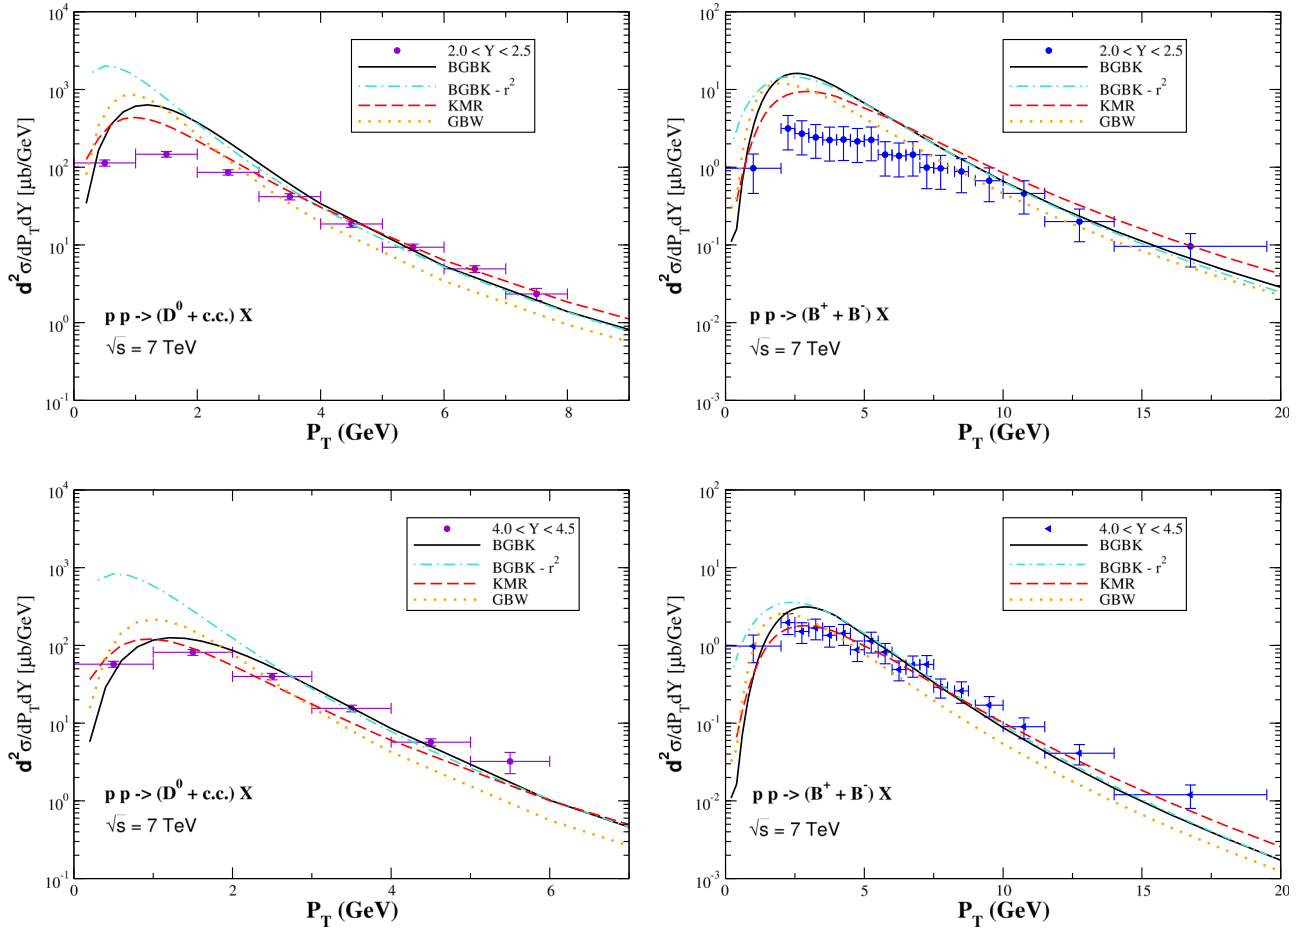 10⁴
10³
10²
10¹
10⁰
10⁻¹
d²σ/dP_TdY [μb/GeV]
2.0 < Y < 2.5
BGBK
BGBK - r²
KMR
GBW
p p -> (D⁰ + c.c.) X
√s = 7 TeV
0 2 4 6 8
P_T (GeV)
10²
10¹
10⁰
10⁻¹
10⁻²
10⁻³
d²σ/dP_TdY [μb/GeV]
2.0 < Y < 2.5
BGBK
BGBK - r²
KMR
GBW
p p -> (B⁺ + B⁻) X
√s = 7 TeV
0 5 10 15 20
P_T (GeV)
10⁴
10³
10²
10¹
10⁰
10⁻¹
d²σ/dP_TdY [μb/GeV]
4.0 < Y < 4.5
BGBK
BGBK - r²
KMR
GBW
p p -> (D⁰ + c.c.) X
√s = 7 TeV
0 2 4 6
P_T (GeV)
10²
10¹
10⁰
10⁻¹
10⁻²
10⁻³
d²σ/dP_TdY [μb/GeV]
4.0 < Y < 4.5
BGBK
BGBK - r²
KMR
GBW
p p -> (B⁺ + B⁻) X
√s = 7 TeV
0 5 10 15 20
P_T (GeV)